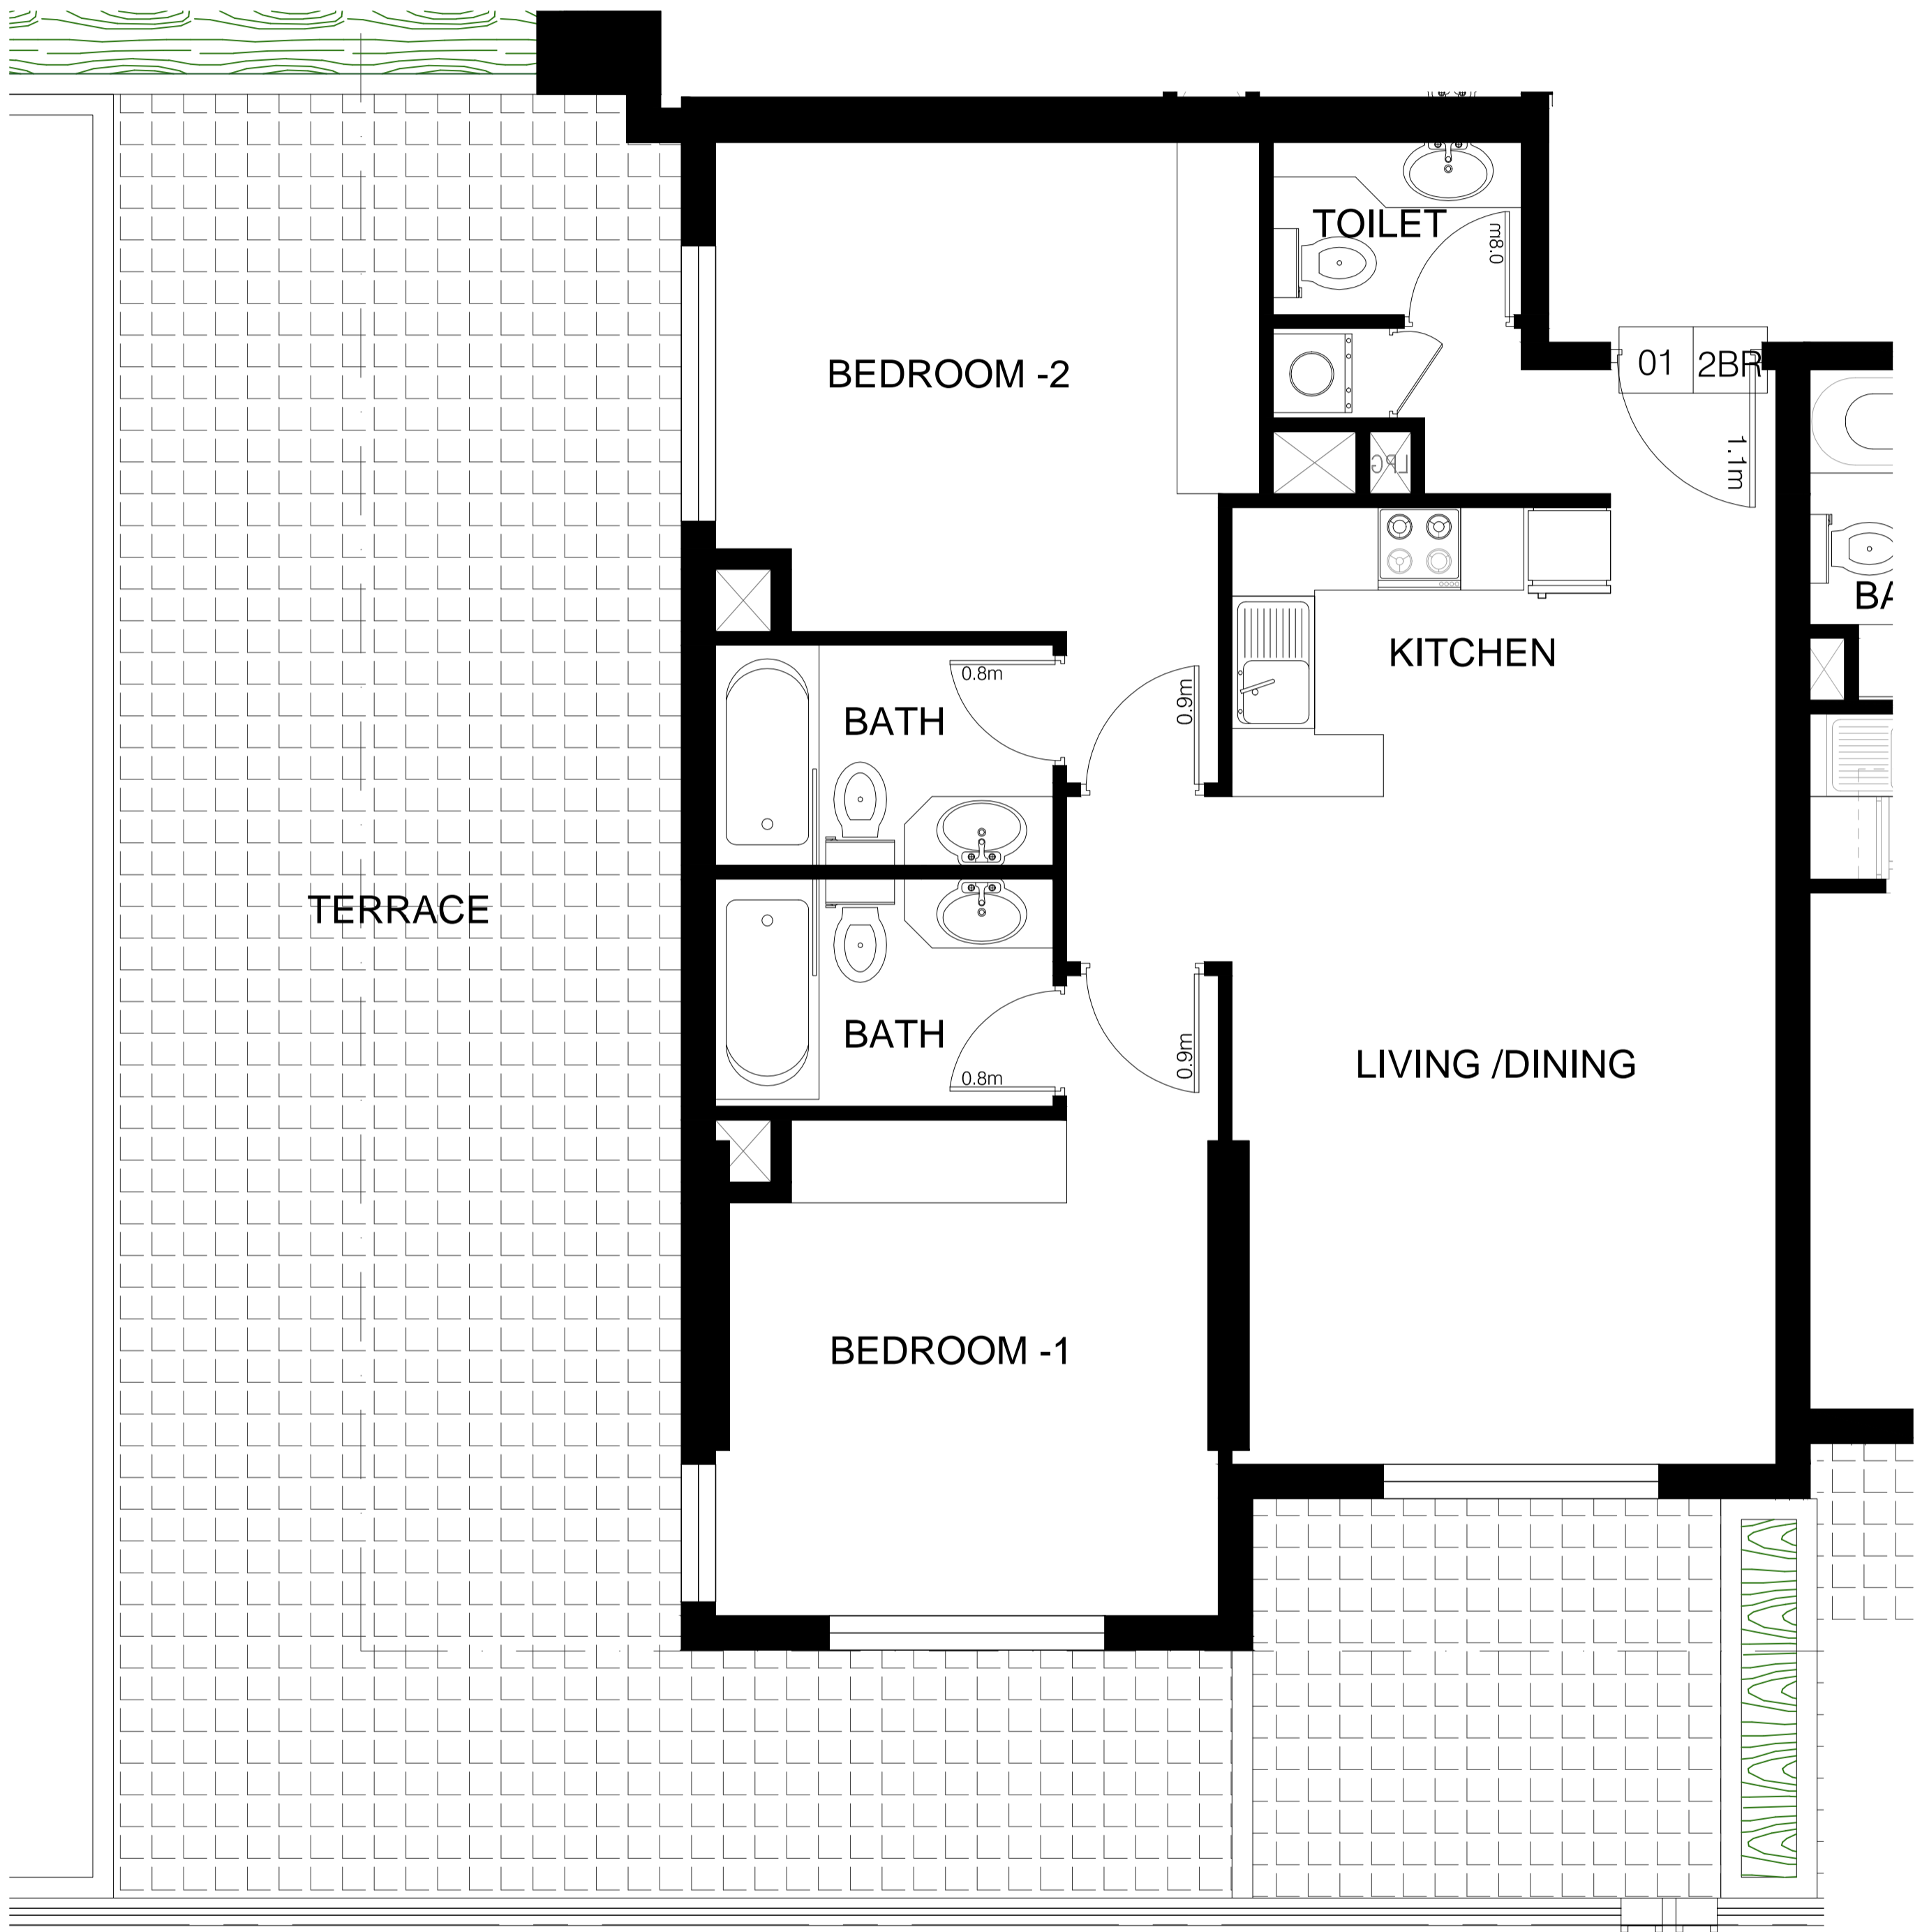 TOILET
0.8m
BEDROOM -2
01
2BR
1.1m
KITCHEN
BA
0.8m
0.9m
BATH
TERRACE
BATH
0.8m
0.9m
LIVING /DINING
BEDROOM -1